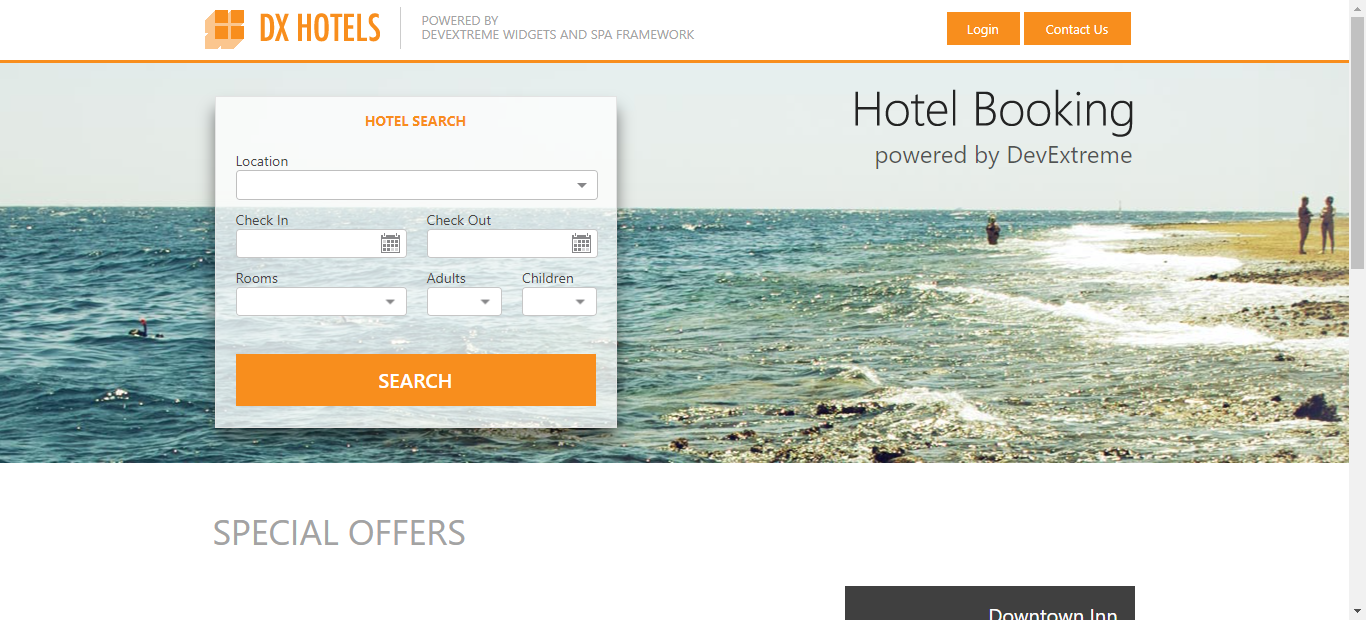 DX HOTELS
POWERED BY
DEVEXTREME WIDGETS AND SPA FRAMEWORK
Login
Contact Us
Hotel Booking
powered by DevExtreme
HOTEL SEARCH
Location
Check In
Check Out
Rooms
Adults
Children
SEARCH
SPECIAL OFFERS
Downtown Inn